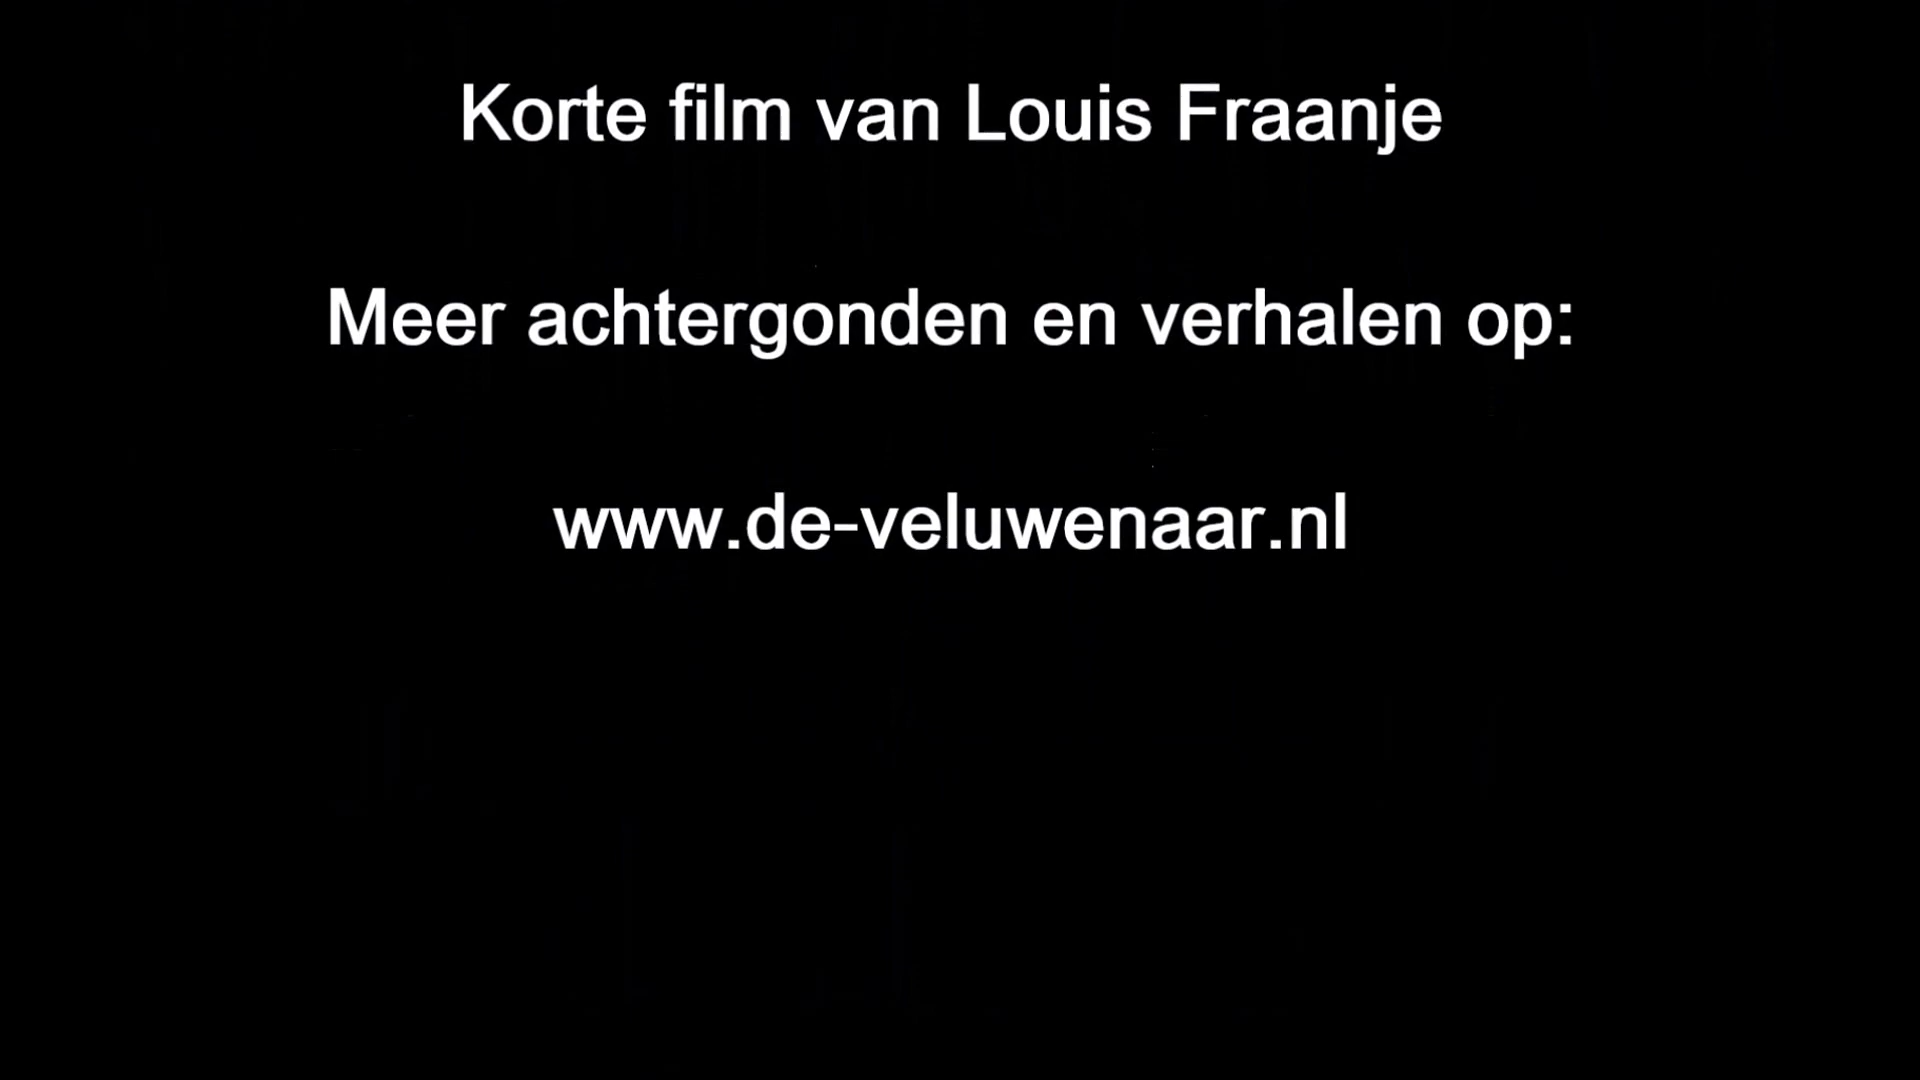 Korte film van Louis Fraanje
Meer achtergonden en verhalen op:
www.de-veluwenaar.nl